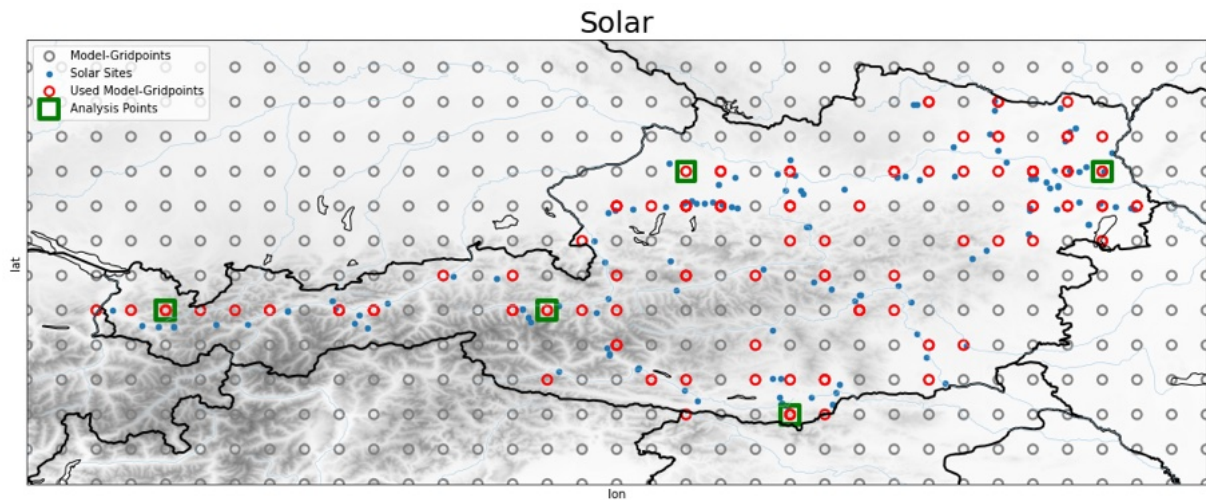 Solar
Model-Gridpoints
Solar Sites
Used Model-Gridpoints
Analysis Points
lat
lon